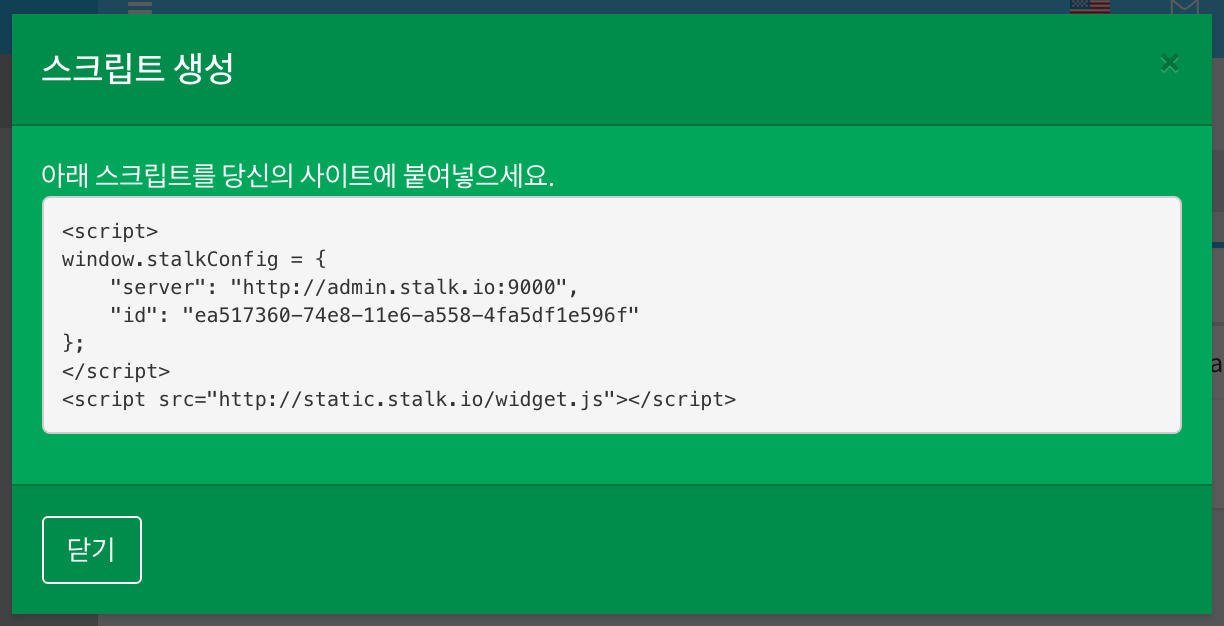 스크립트 생성
×
아래 스크립트를 당신의 사이트에 붙여넣으세요.
<script>
window.stalkConfig = {
    "server": "http://admin.stalk.io:9000",
    "id": "ea517360-74e8-11e6-a558-4fa5df1e596f"
};
</script>
<script src="http://static.stalk.io/widget.js"></script>
닫기